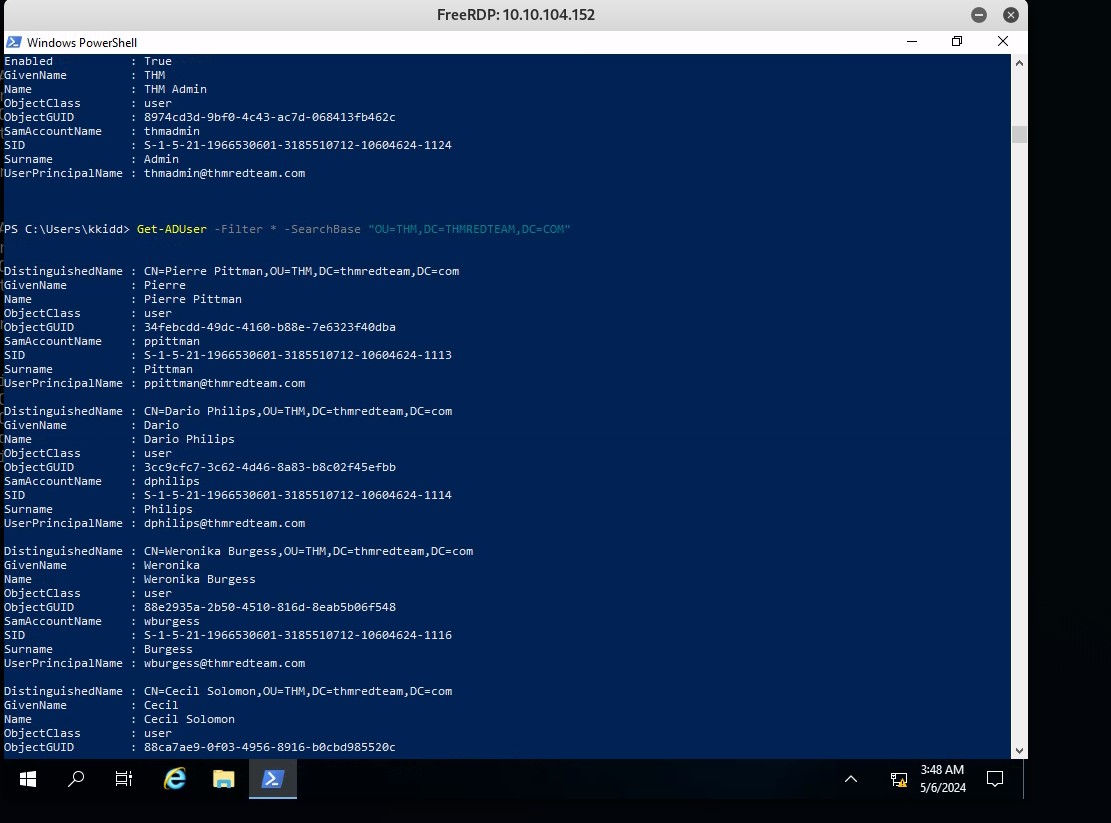 FreeRDP: 10.10.104.152
Windows PowerShell
Enabled : True
GivenName : THM
Name : THM Admin
ObjectClass : user
ObjectGUID : 8974cd3d-9bf0-4c43-ac7d-068413fb462c
SamAccountName : thmadmin
SID : S-1-5-21-1966530601-3185510712-10604624-1124
Surname : Admin
UserPrincipalName : thmadmin@thmredteam.com
PS C:\Users\kkidd> Get-ADUser -Filter * -SearchBase "OU=THM,DC=THMREDTEAM,DC=COM"
DistinguishedName : CN=Pierre Pittman,OU=THM,DC=thmredteam,DC=com
GivenName : Pierre
Name : Pierre Pittman
ObjectClass : user
ObjectGUID : 34febcdd-49dc-4160-b88e-7e6323f40dba
SamAccountName : ppittman
SID : S-1-5-21-1966530601-3185510712-10604624-1113
Surname : Pittman
UserPrincipalName : ppittman@thmredteam.com
DistinguishedName : CN=Dario Philips,OU=THM,DC=thmredteam,DC=com
GivenName : Dario
Name : Dario Philips
ObjectClass : user
ObjectGUID : 3cc9cfc7-3c62-4d46-8a83-b8c02f45efbb
SamAccountName : dphilips
SID : S-1-5-21-1966530601-3185510712-10604624-1114
Surname : Philips
UserPrincipalName : dphilips@thmredteam.com
DistinguishedName : CN=Weronika Burgess,OU=THM,DC=thmredteam,DC=com
GivenName : Weronika
Name : Weronika Burgess
ObjectClass : user
ObjectGUID : 88e2935a-2b50-4510-816d-8eab5b06f548
SamAccountName : wburgess
SID : S-1-5-21-1966530601-3185510712-10604624-1116
Surname : Burgess
UserPrincipalName : wburgess@thmredteam.com
DistinguishedName : CN=Cecil Solomon,OU=THM,DC=thmredteam,DC=com
GivenName : Cecil
Name : Cecil Solomon
ObjectClass : user
ObjectGUID : 88ca7ae9-0f03-4956-8916-b0cbd985520c
3:48 AM
5/6/2024